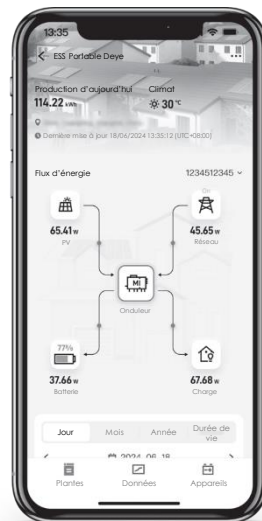 13:35
ESS Portable Deye
Production d'aujourd'hui Climat
114.22 kWh 30 °C
Dernière mise à jour 18/06/2024 13:35:12 (UTC+08:00)
Flux d'énergie 1234512345
65.41 w 45.65 w
PV Réseau
MI
Onduleur
77%
37.66 w 67.68 w
Batterie Charge
Jour Mois Année Durée de vie
2024 06 18
Plantes Données Appareils